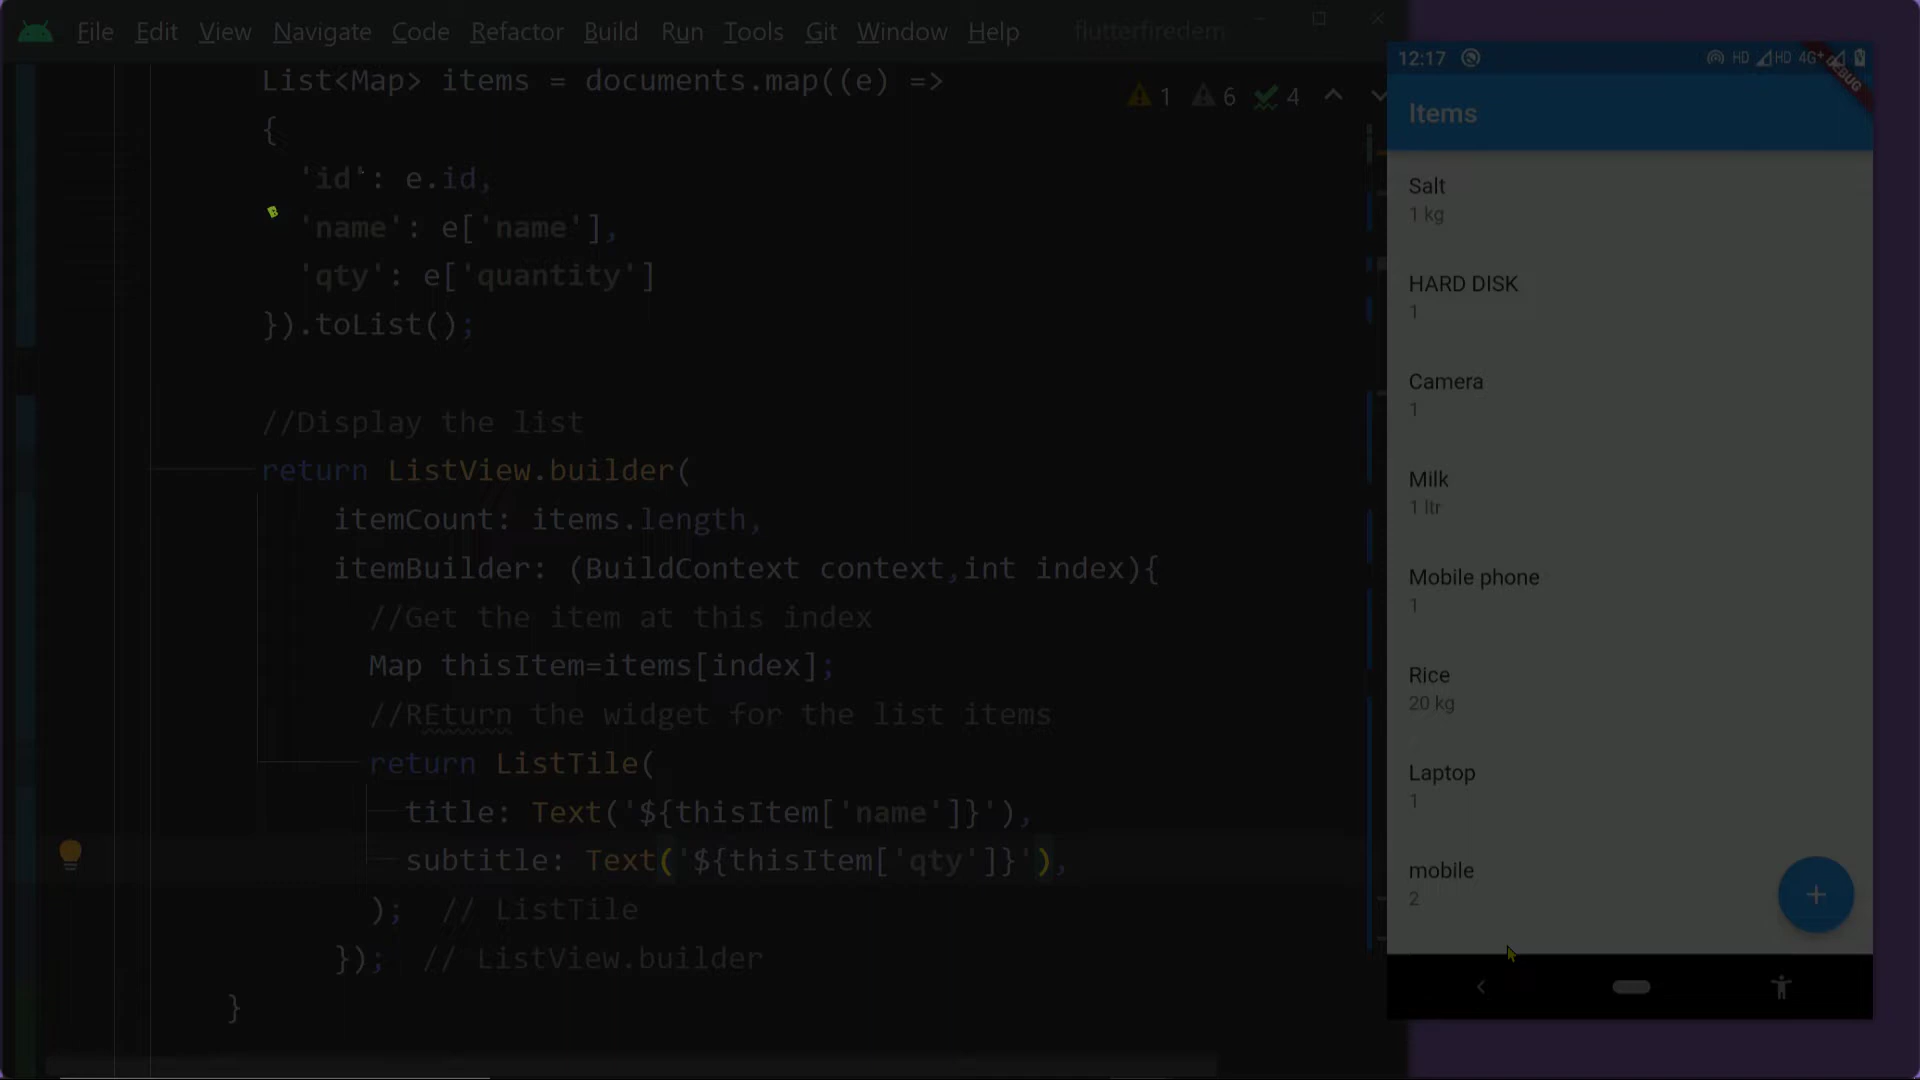 File Edit View Navigate Code Refactor Build Run Tools Git Window Help flutterfiredem
List<Map> items = documents.map((e) =>
1 6 4
{
'id': e.id,
'name': e['name'],
'qty': e['quantity']
}).toList();
//Display the list
return ListView.builder(
itemCount: items.length,
itemBuilder: (BuildContext context,int index){
//Get the item at this index
Map thisItem=items[index];
//REturn the widget for the list items
return ListTile(
title: Text('${thisItem['name']}'),
subtitle: Text('${thisItem['qty']}'),
); // ListTile
}); // ListView.builder
}
12:17 HD HD 4G+
DEBUG
Items
Salt
1 kg
HARD DISK
1
Camera
1
Milk
1 ltr
Mobile phone
1
Rice
20 kg
Laptop
1
mobile
2